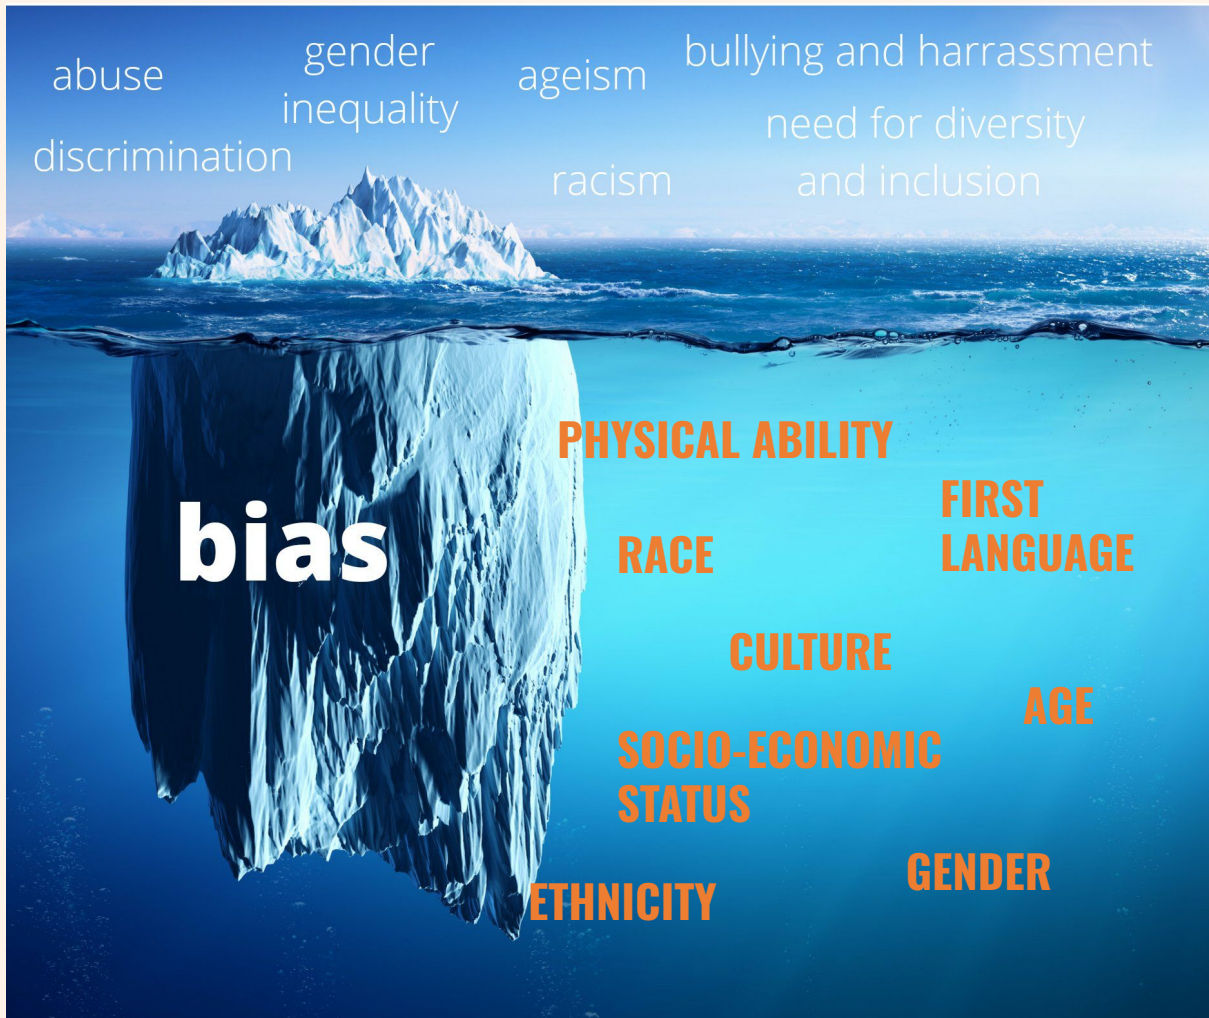 abuse
gender
inequality
ageism
bullying and harrassment
discrimination
racism
need for diversity
and inclusion
bias
PHYSICAL ABILITY
RACE
FIRST
LANGUAGE
CULTURE
AGE
SOCIO-ECONOMIC
STATUS
GENDER
ETHNICITY